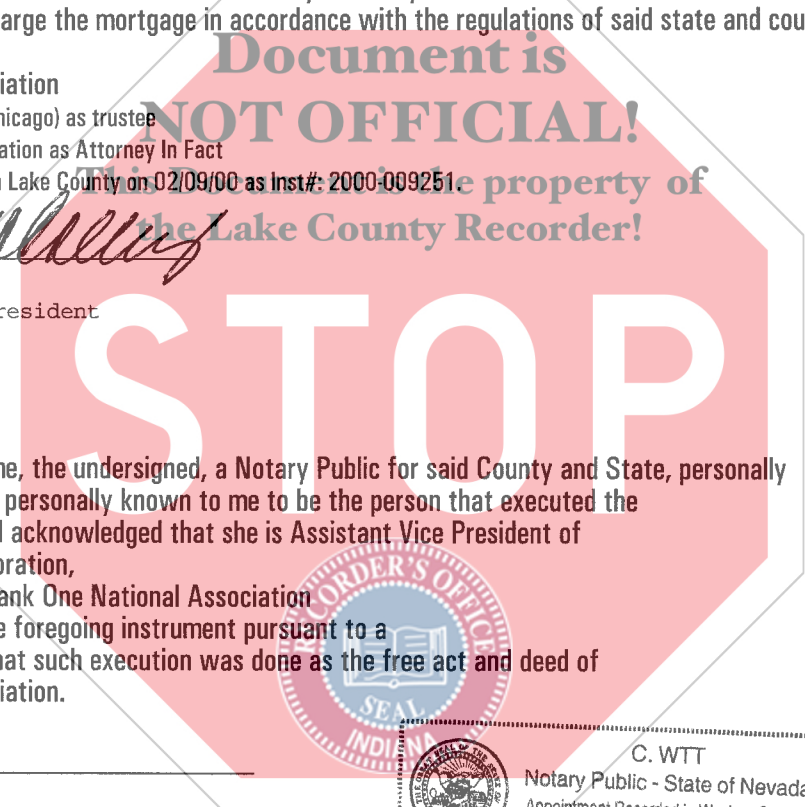 arge the mortgage in accordance with the regulations of said state and cou
Document is
iation
NOT OFFICIAL!
hicago) as trustee
ation as Attorney In Fact
This Document is the property of
Lake County on 02/09/00 as Inst#: 2000-009251.
the Lake County Recorder!
resident
STOP
ne, the undersigned, a Notary Public for said County and State, personally
personally known to me to be the person that executed the
acknowledged that she is Assistant Vice President of
oration,
ank One National Association
e foregoing instrument pursuant to a
hat such execution was done as the free act and deed of
iation.
RECORDER'S OFFICE
SEAL
INDIANA
C. WTT
Notary Public - State of Nevada